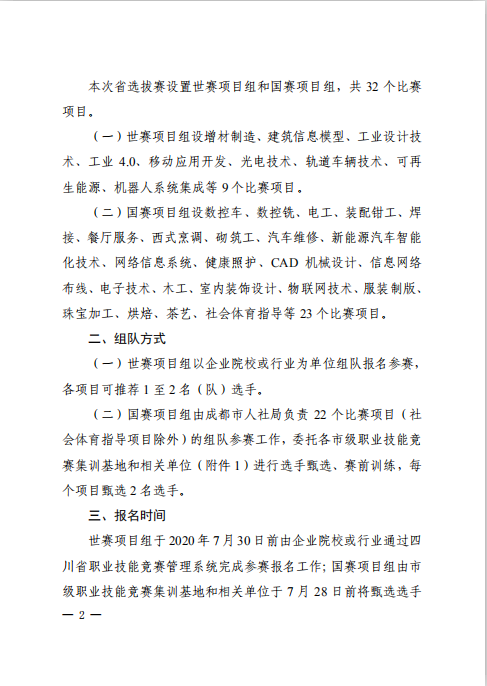 本次省选拔赛设置世赛项目组和国赛项目组，共 32 个比赛
项目。
（一）世赛项目组设增材制造、建筑信息模型、工业设计技
术、工业 4.0、移动应用开发、光电技术、轨道车辆技术、可再
生能源、机器人系统集成等 9 个比赛项目。
（二）国赛项目组设数控车、数控铣、电工、装配钳工、焊
接、餐厅服务、西式烹调、砌筑工、汽车维修、新能源汽车智能
化技术、网络信息系统、健康照护、CAD 机械设计、信息网络
布线、电子技术、木工、室内装饰设计、物联网技术、服装制版、
珠宝加工、烘焙、茶艺、社会体育指导等 23 个比赛项目。
二、组队方式
（一）世赛项目组以企业院校或行业为单位组队报名参赛，
各项目可推荐 1 至 2 名（队）选手。
（二）国赛项目组由成都市人社局负责 22 个比赛项目（社
会体育指导项目除外）的组队参赛工作，委托各市级职业技能竞
赛集训基地和相关单位（附件 1）进行选手甄选、赛前训练，每
个项目甄选 2 名选手。
三、报名时间
世赛项目组于 2020 年 7 月 30 日前由企业院校或行业通过四
川省职业技能竞赛管理系统完成参赛报名工作；国赛项目组由市
级职业技能竞赛集训基地和相关单位于 7 月 28 日前将甄选选手
— 2 —